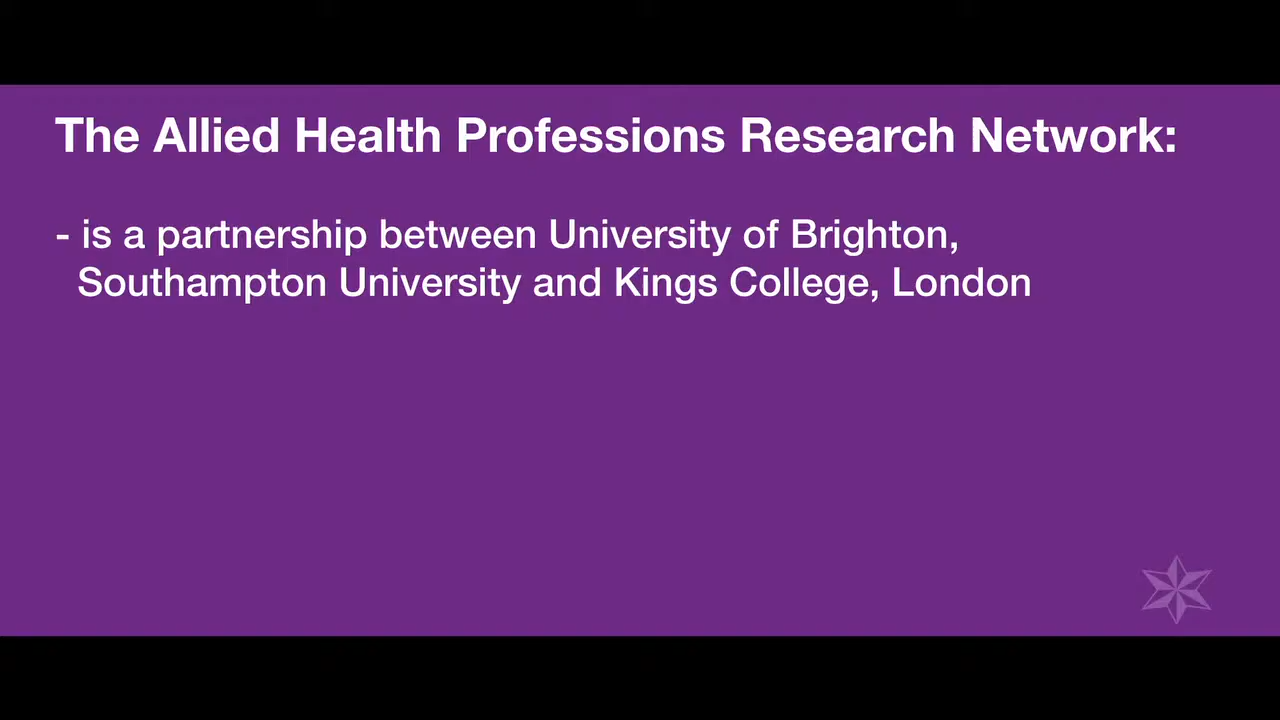 The Allied Health Professions Research Network:
- is a partnership between University of Brighton,
Southampton University and Kings College, London